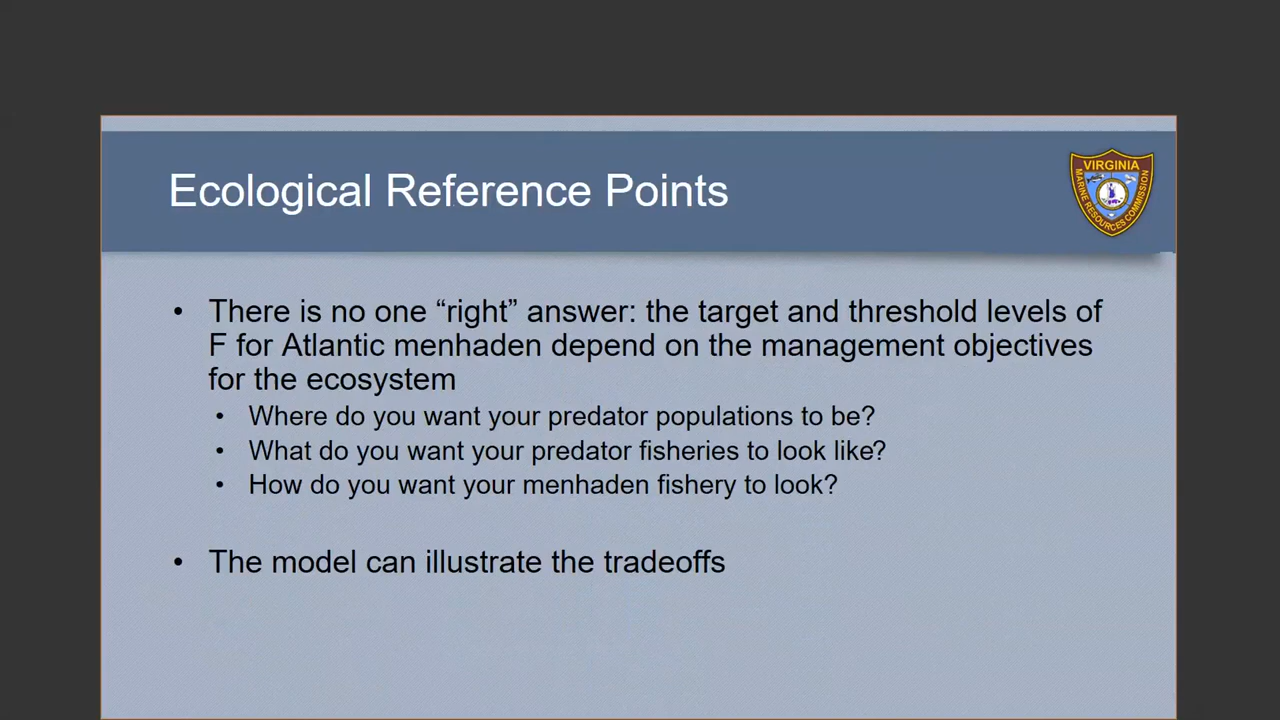 Ecological Reference Points
VIRGINIA
MARINE RESOURCES COMMISSION
• There is no one “right” answer: the target and threshold levels of
F for Atlantic menhaden depend on the management objectives
for the ecosystem
• Where do you want your predator populations to be?
• What do you want your predator fisheries to look like?
• How do you want your menhaden fishery to look?
• The model can illustrate the tradeoffs